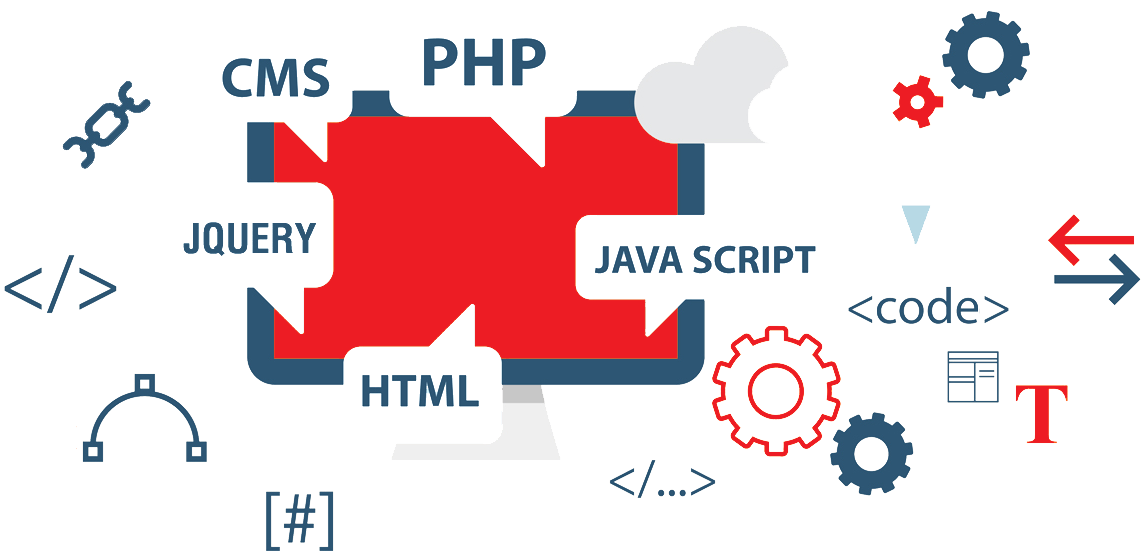 PHP
CMS
JQUERY
JAVA SCRIPT
</>
<code>
HTML
T
</...>
[#]